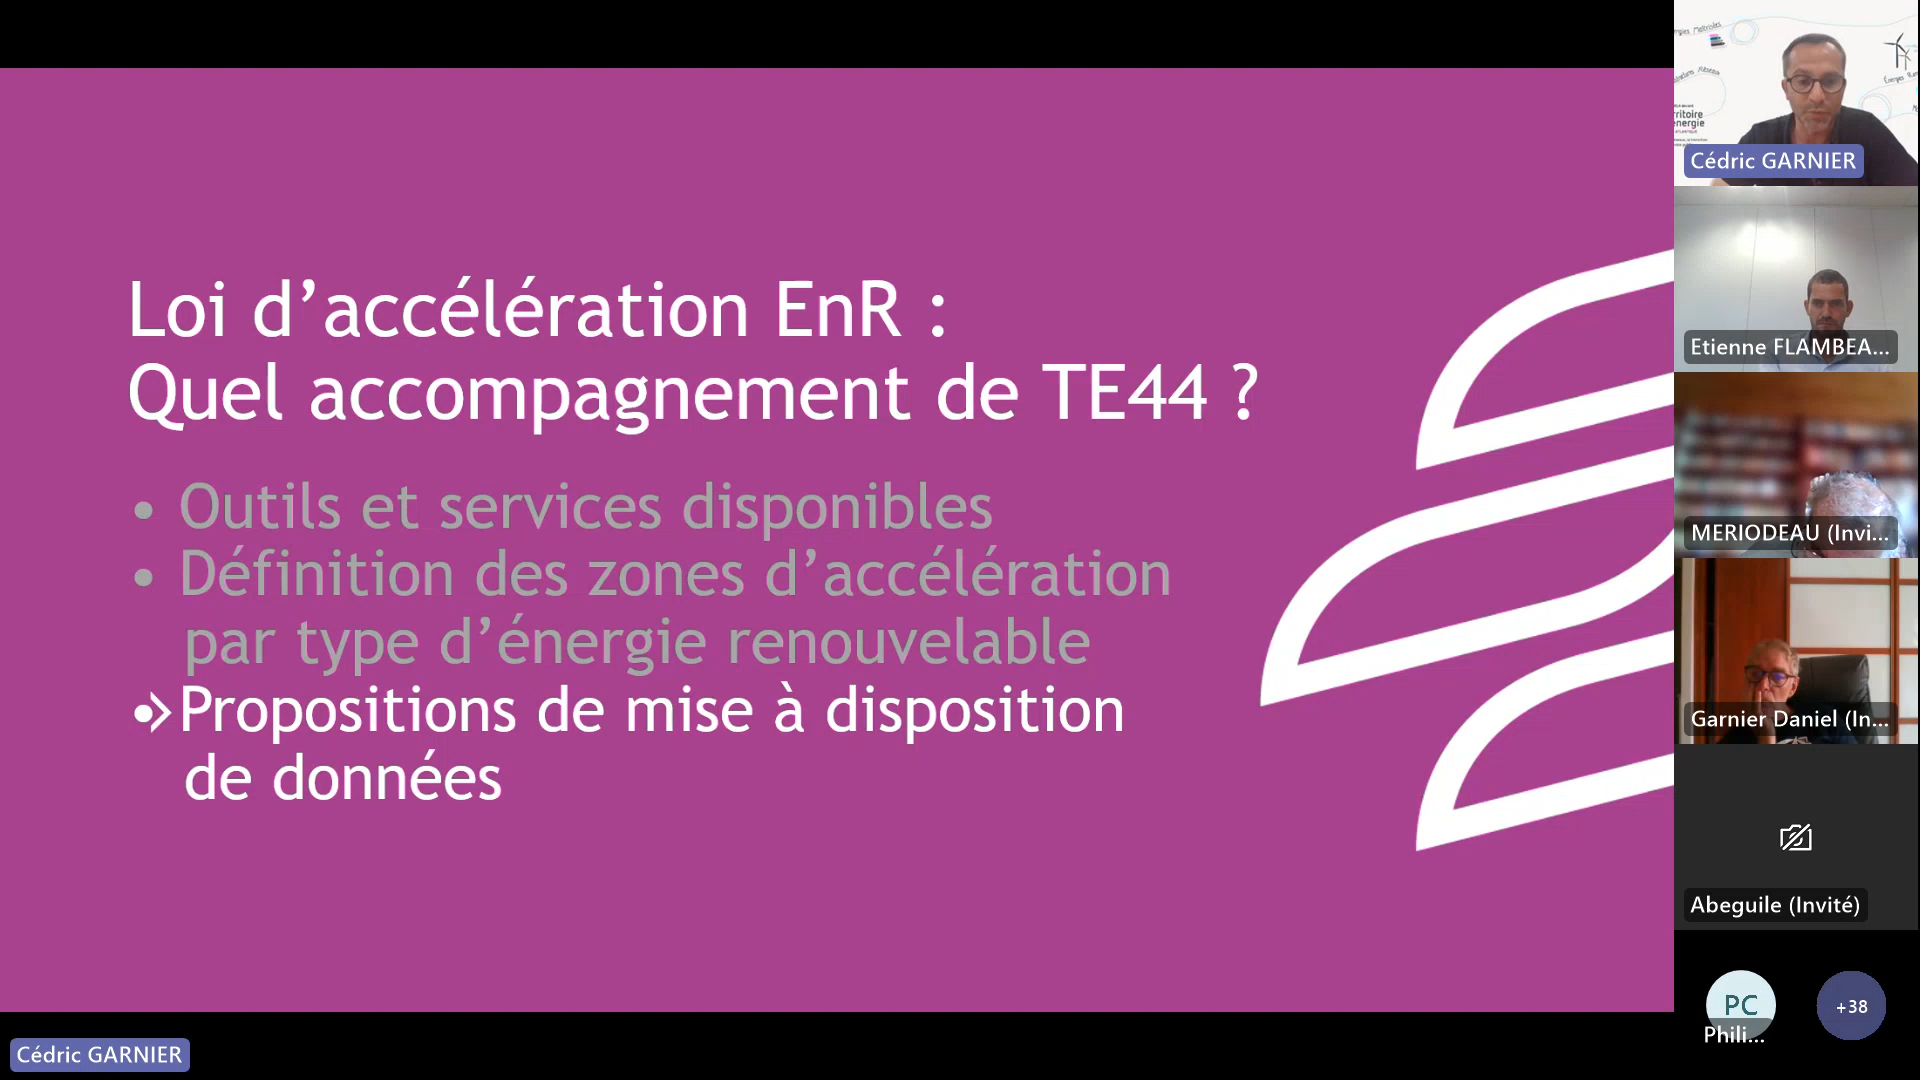 Loi d’accélération EnR :
Quel accompagnement de TE44 ?
• Outils et services disponibles
• Définition des zones d’accélération
par type d’énergie renouvelable
• Propositions de mise à disposition
de données
Cédric GARNIER
Cédric GARNIER
Etienne FLAMBEA...
MERIODEAU (Invi...
Garnier Daniel (In...
Abeguile (Invité)
PC
Phili...
+38